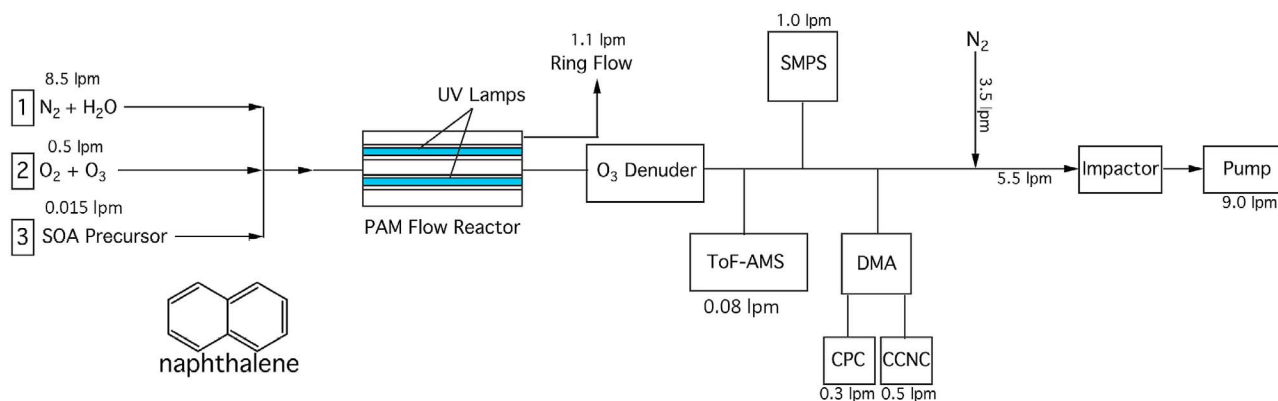 8.5 lpm
1 N₂ + H₂O
0.5 lpm
2 O₂ + O₃
0.015 lpm
3 SOA Precursor
naphthalene
UV Lamps
PAM Flow Reactor
1.1 lpm
Ring Flow
O₃ Denuder
1.0 lpm
SMPS
ToF-AMS
0.08 lpm
DMA
CPC
0.3 lpm
CCNC
0.5 lpm
N₂
3.5 lpm
5.5 lpm
Impactor
Pump
9.0 lpm